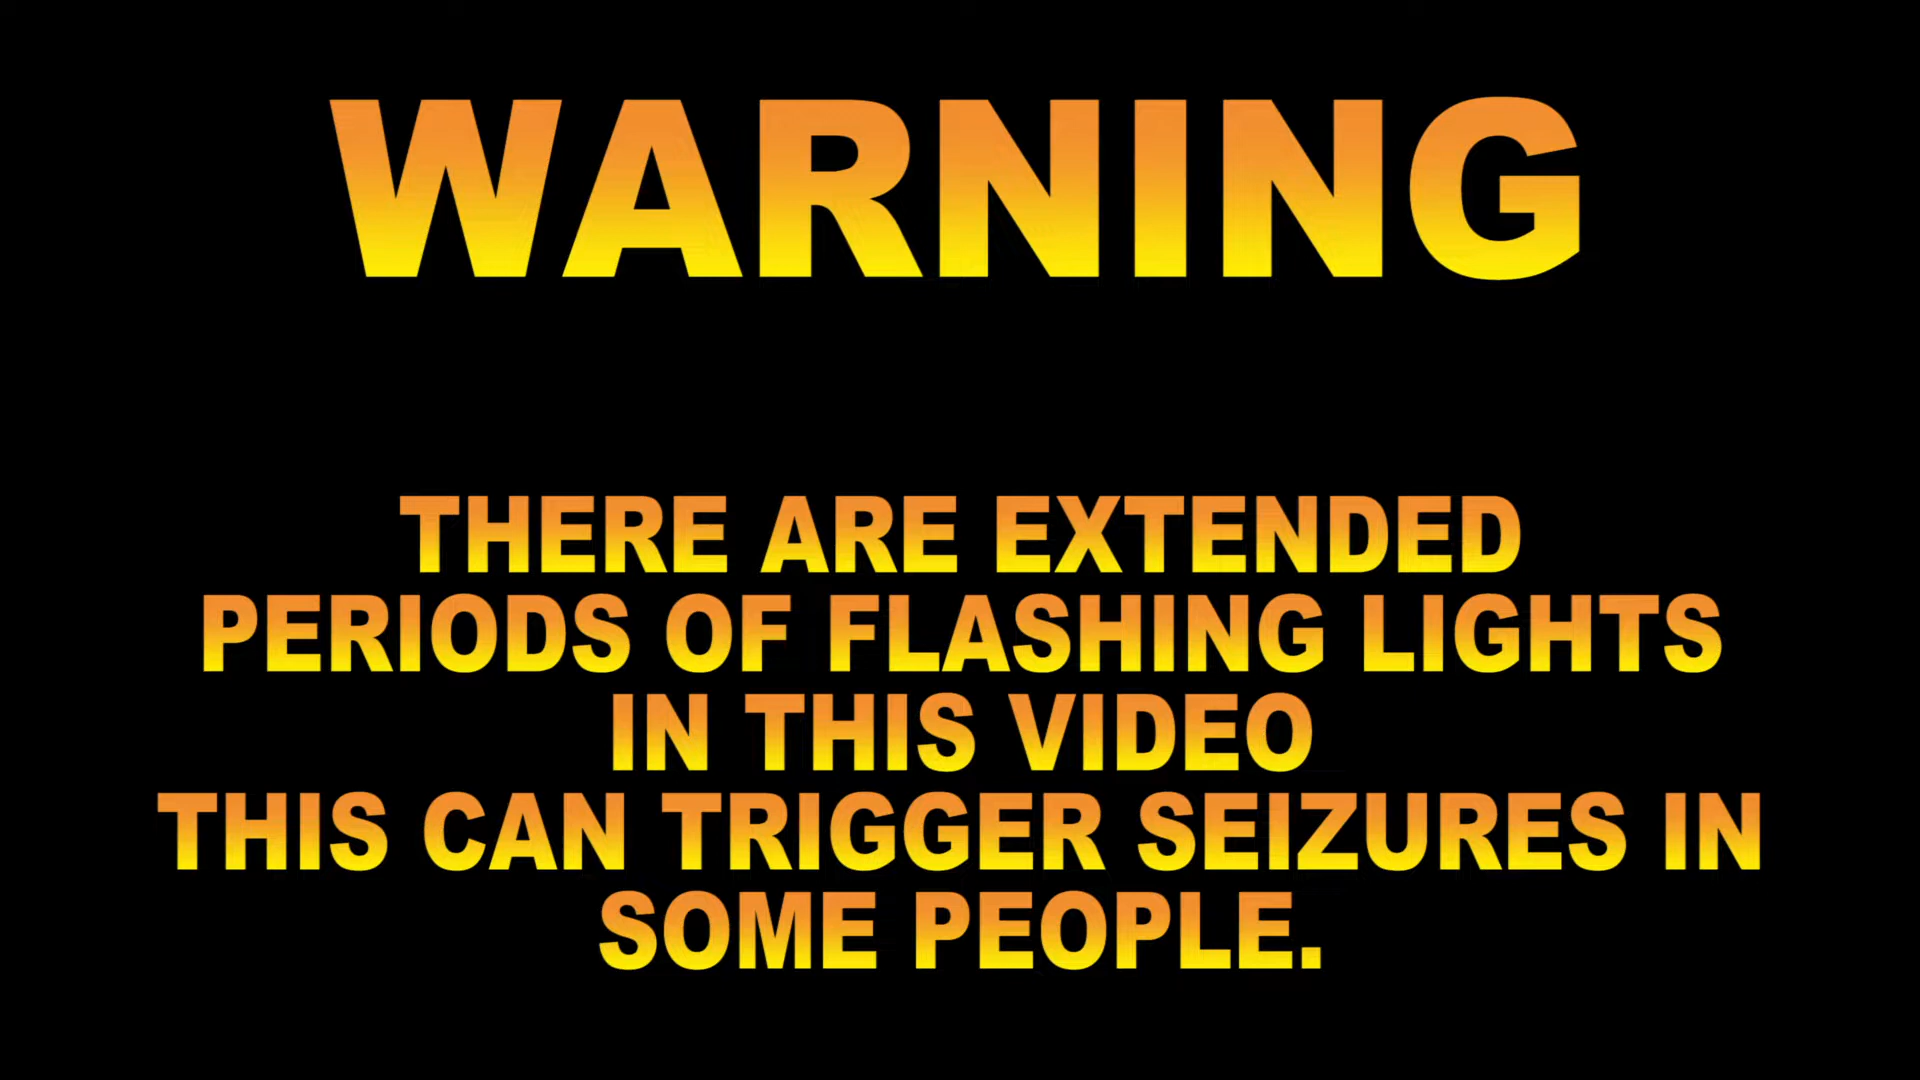 WARNING
THERE ARE EXTENDED
PERIODS OF FLASHING LIGHTS
IN THIS VIDEO
THIS CAN TRIGGER SEIZURES IN
SOME PEOPLE.